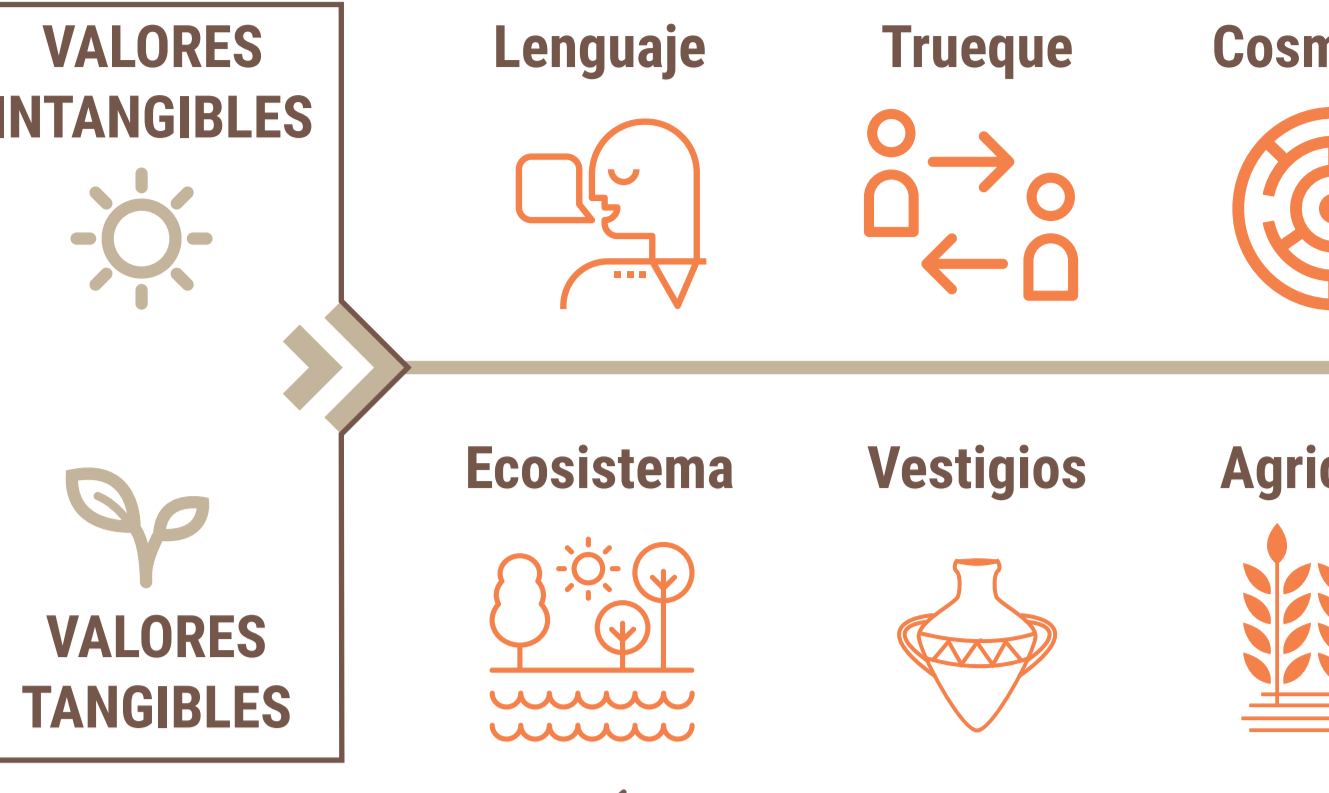 VALORES
INTANGIBLES
Lenguaje
Trueque
VALORES
TANGIBLES
Ecosistema
Vestigios